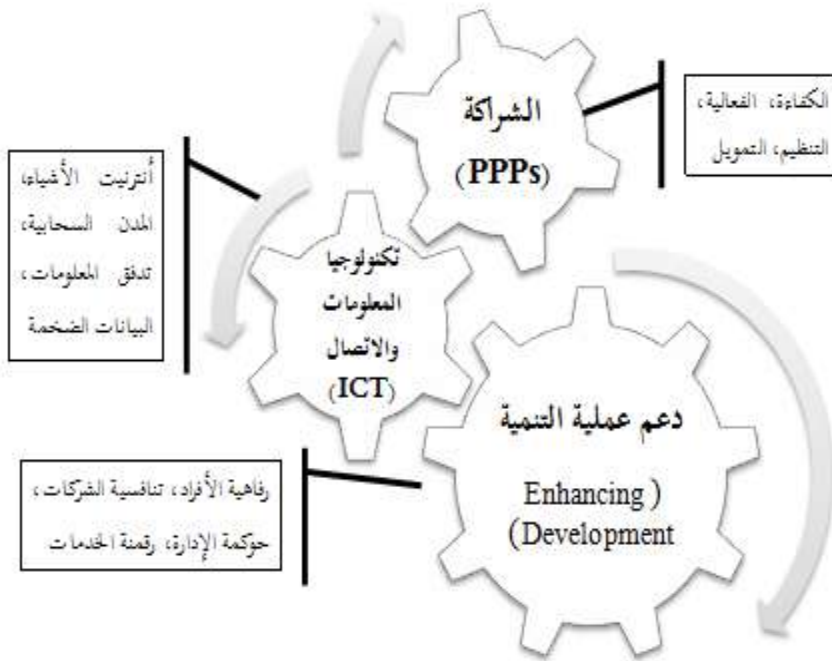 الشراكة
(PPPs)
الكفاءة، الفعالية،
التنظيم، التمويل
أنترنيت الأشياء،
المدن السحابية،
تدفق المعلومات،
البيانات الضخمة
تكنولوجيا
المعلومات
والاتصال
(ICT)
دعم عملية التنمية
Enhancing )
(Development
رفاهية الأفراد، تنافسية الشركات،
حوكمة الإدارة، رقمنة الخدمات